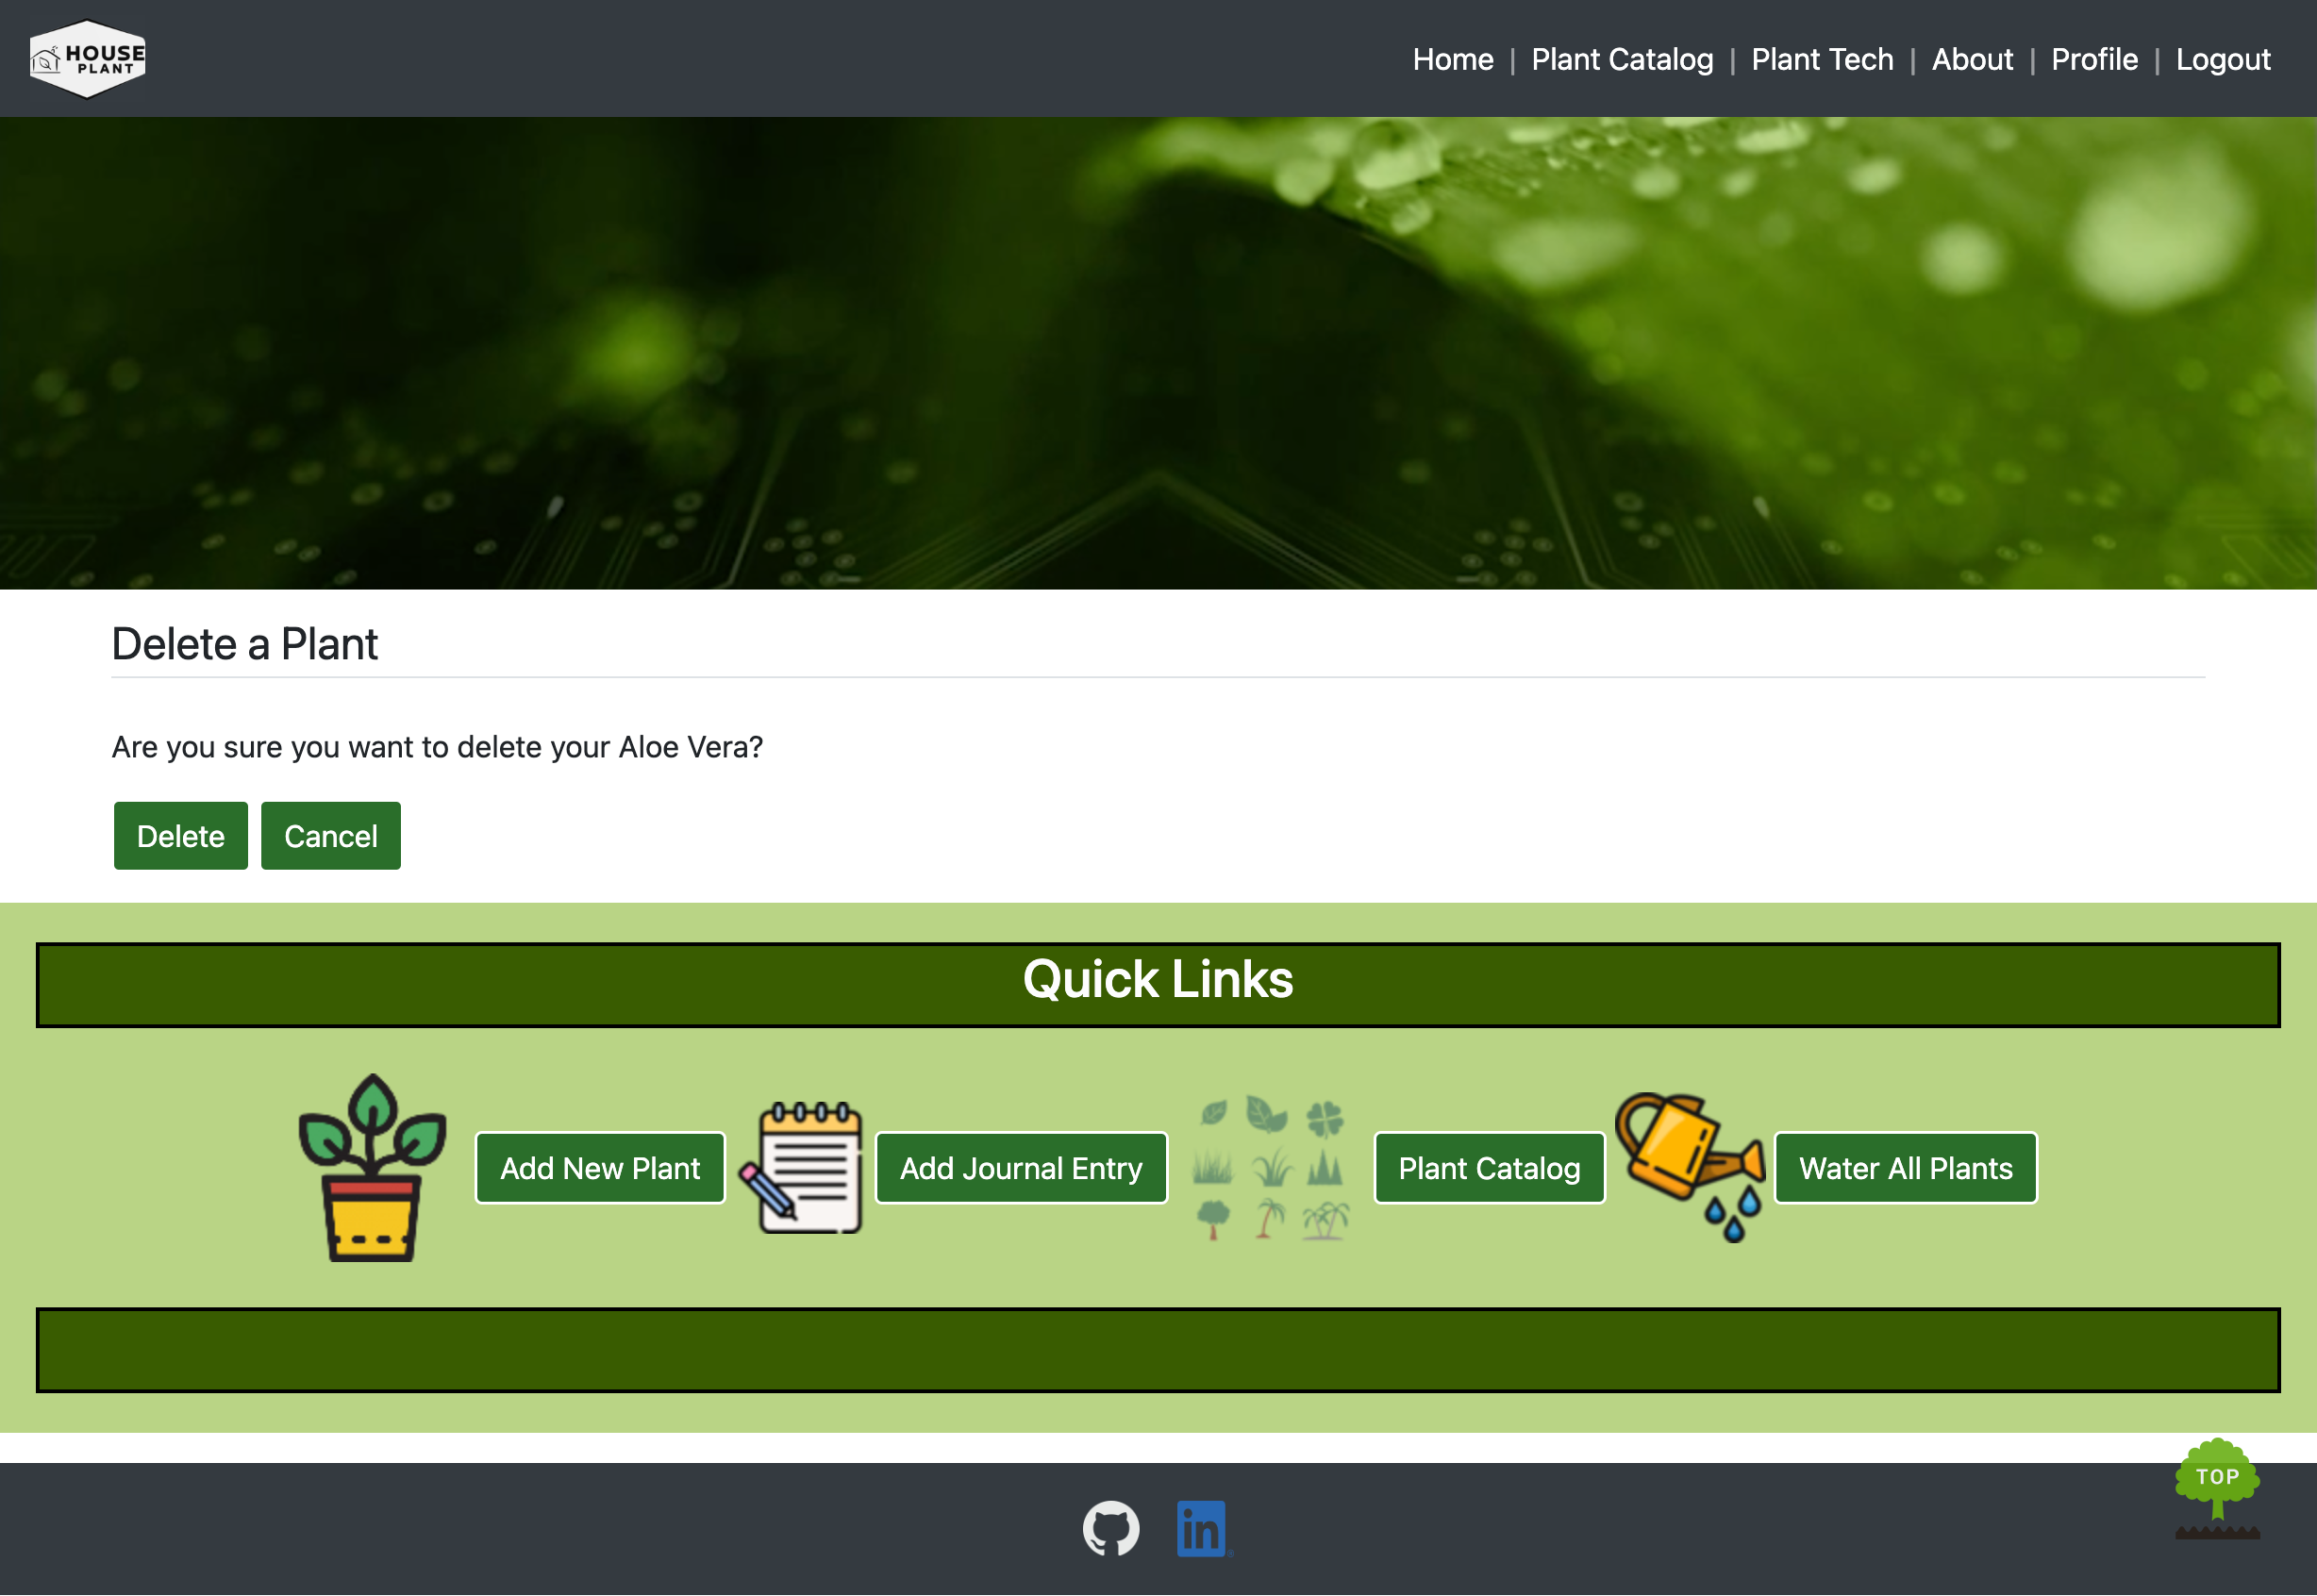 HOUSE
PLANT
Home | Plant Catalog | Plant Tech | About | Profile | Logout
Delete a Plant
Are you sure you want to delete your Aloe Vera?
Delete Cancel
Quick Links
Add New Plant Add Journal Entry Plant Catalog Water All Plants
TOP
in